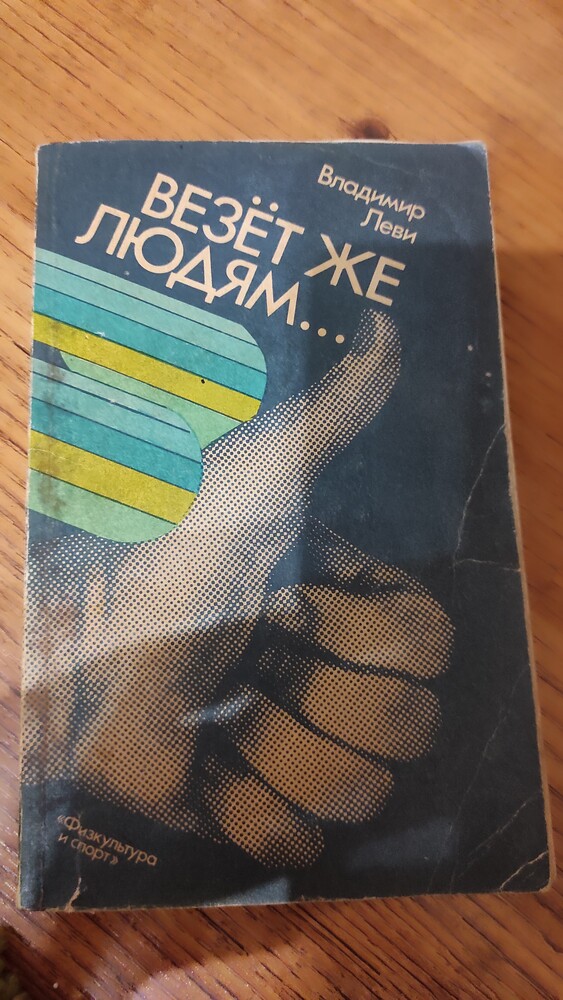 Владимир
Леви
ВЕЗЁТ ЖЕ
ЛЮДЯМ...
«Физкультура
и спорт»